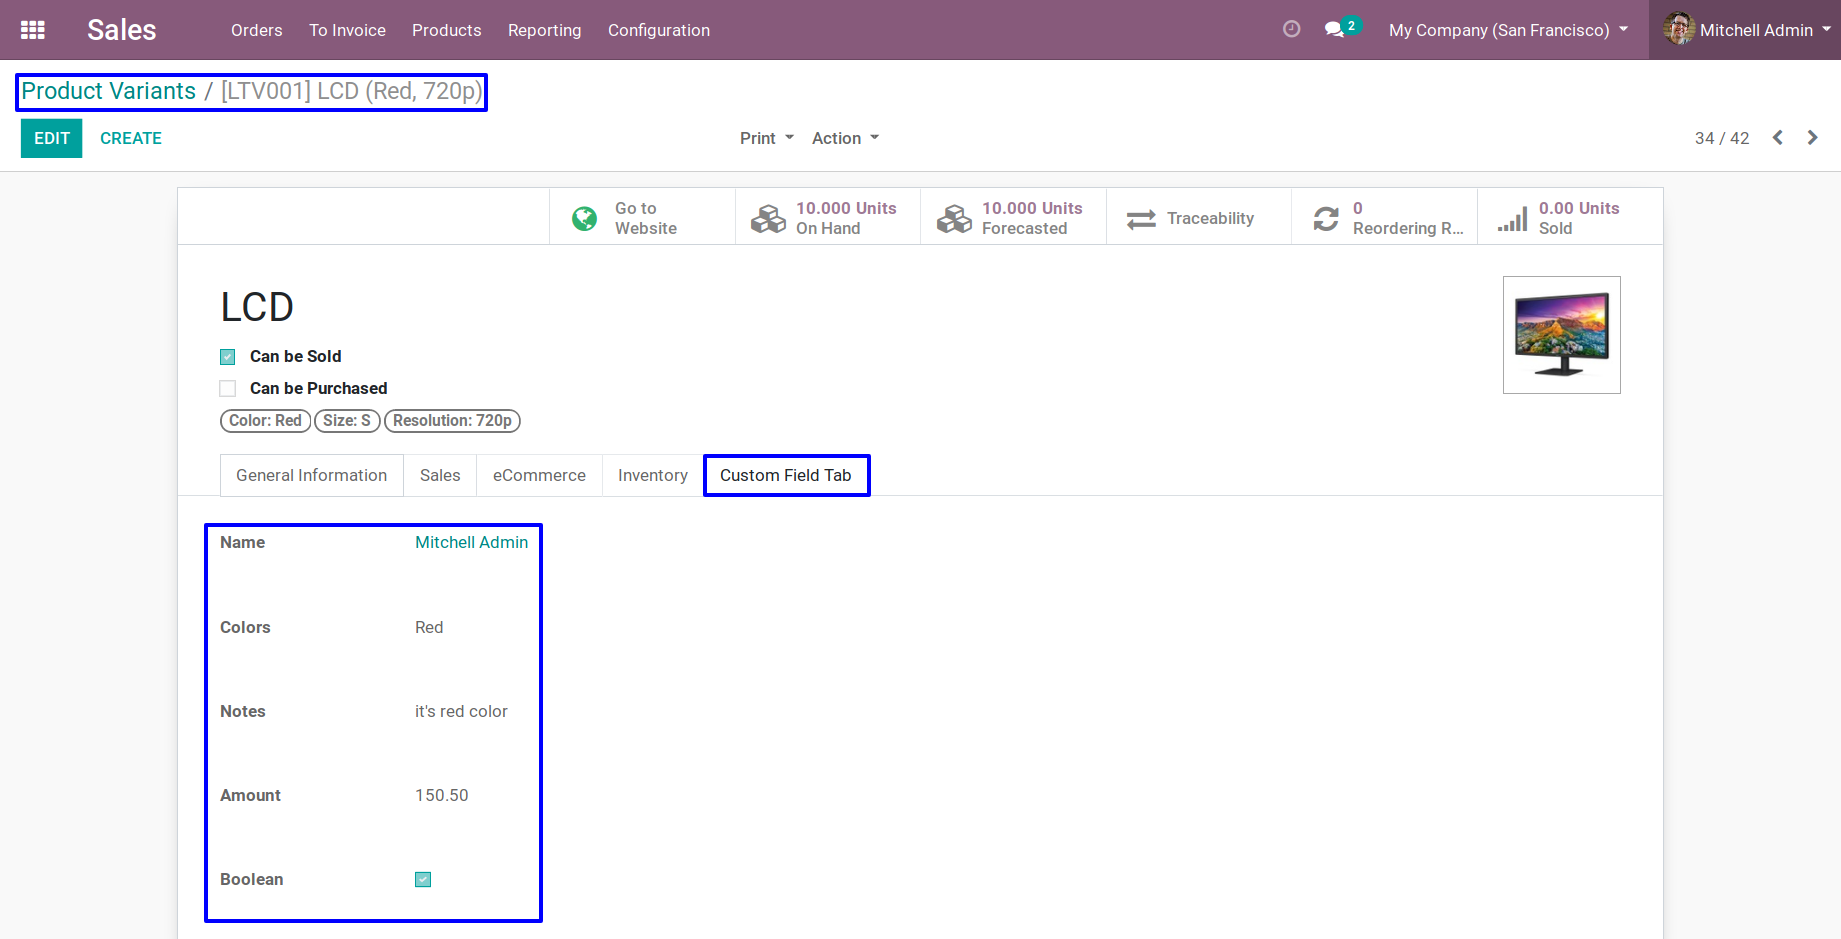 Sales Orders To Invoice Products Reporting Configuration 2 My Company (San Francisco) Mitchell Admin
Product Variants / [LTV001] LCD (Red, 720p)
EDIT CREATE Print Action 34 / 42
Go to Website
10.000 Units On Hand
10.000 Units Forecasted
Traceability
0 Reordering R...
0.00 Units Sold
LCD
Can be Sold
Can be Purchased
Color: Red Size: S Resolution: 720p
General Information Sales eCommerce Inventory Custom Field Tab
Name Mitchell Admin
Colors Red
Notes it's red color
Amount 150.50
Boolean